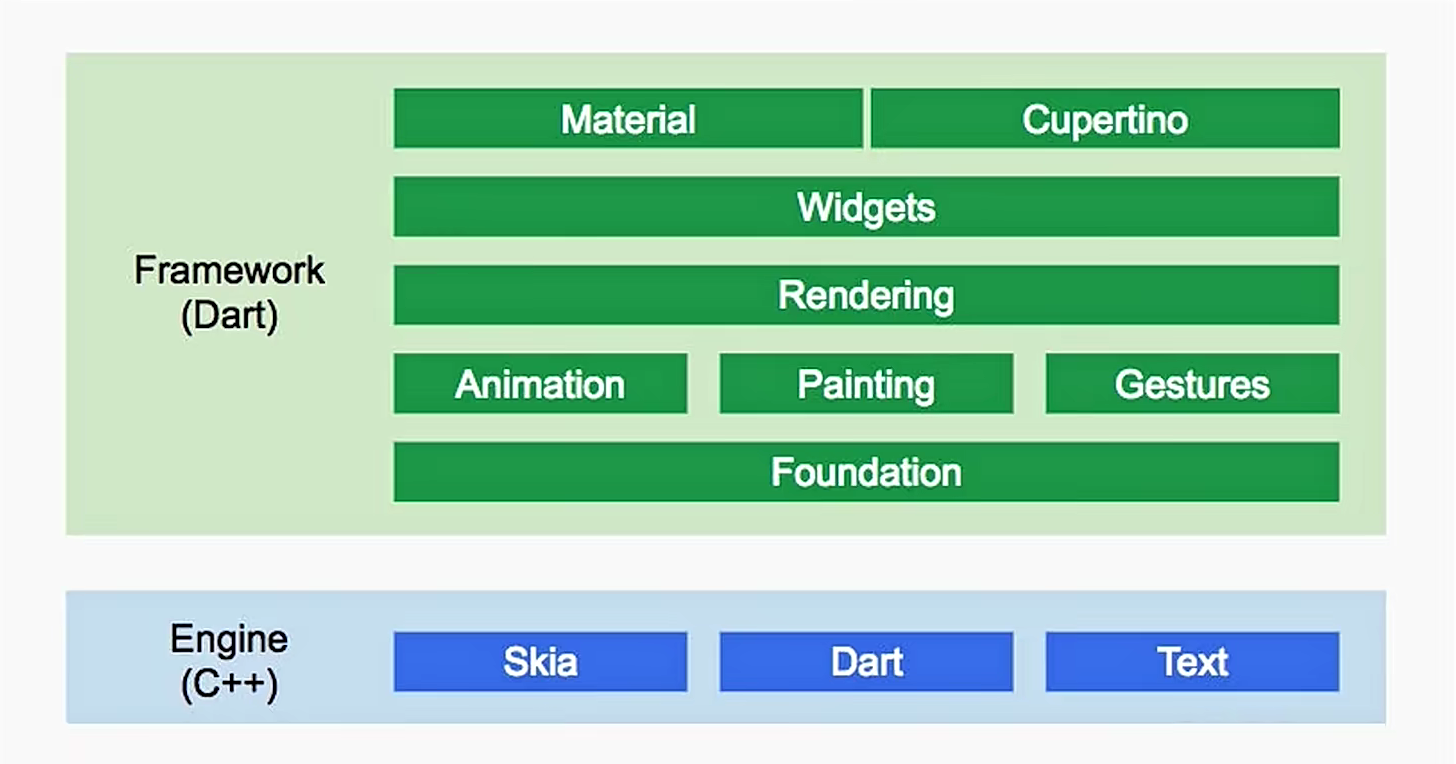 Material
Cupertino
Widgets
Framework
(Dart)
Rendering
Animation
Painting
Gestures
Foundation
Engine
(C++)
Skia
Dart
Text